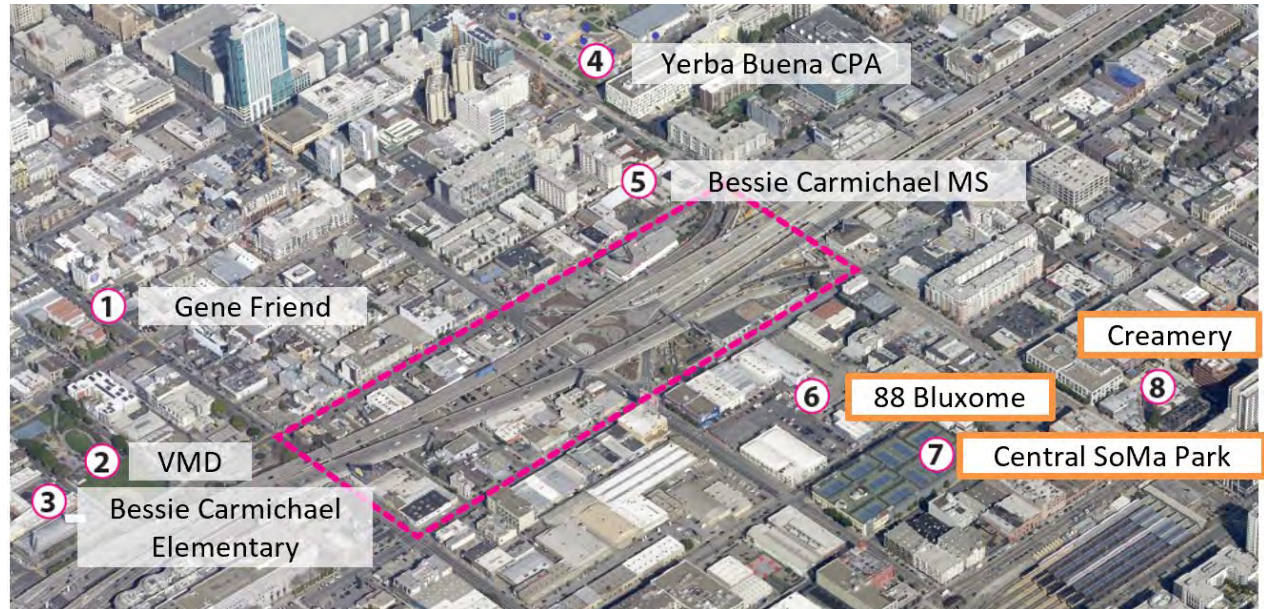 4 Yerba Buena CPA
5 Bessie Carmichael MS
1 Gene Friend
Creamery
8
6 88 Bluxome
7 Central SoMa Park
2 VMD
3 Bessie Carmichael
Elementary